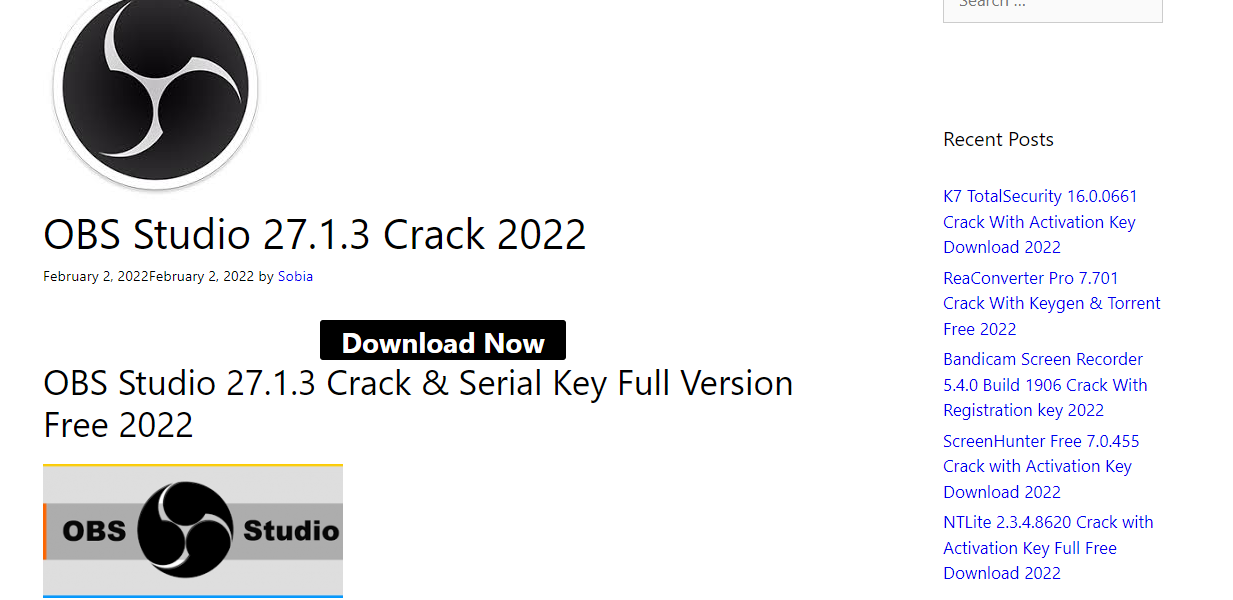 Search ...
OBS Studio 27.1.3 Crack 2022
February 2, 2022February 2, 2022 by Sobia
Download Now
OBS Studio 27.1.3 Crack & Serial Key Full Version
Free 2022
OBS Studio
Recent Posts
K7 TotalSecurity 16.0.0661
Crack With Activation Key
Download 2022
ReaConverter Pro 7.701
Crack With Keygen & Torrent
Free 2022
Bandicam Screen Recorder
5.4.0 Build 1906 Crack With
Registration key 2022
ScreenHunter Free 7.0.455
Crack with Activation Key
Download 2022
NTLite 2.3.4.8620 Crack with
Activation Key Full Free
Download 2022